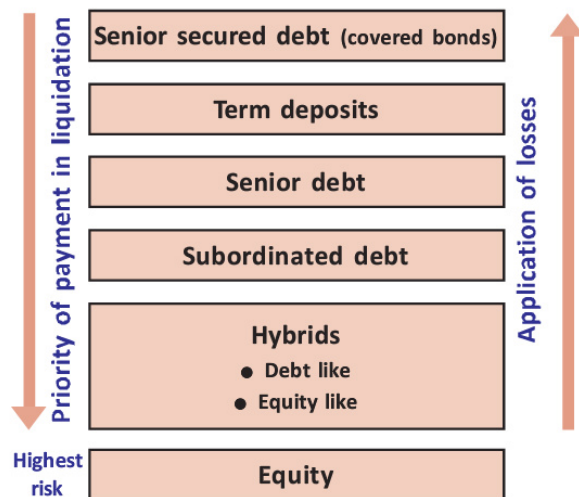 Priority of payment in liquidation
Senior secured debt (covered bonds)
Term deposits
Senior debt
Subordinated debt
Hybrids
● Debt like
● Equity like
Application of losses
Highest
risk
Equity